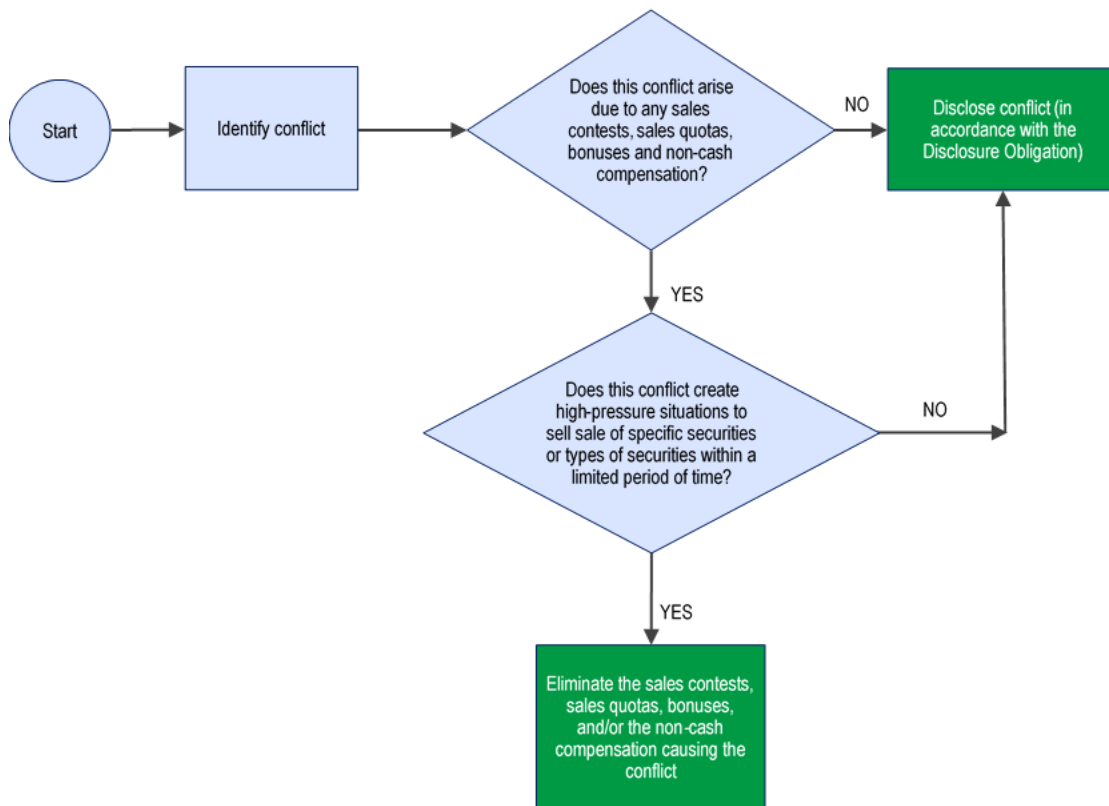 Start
Identify conflict
Does this conflict arise
due to any sales
contests, sales quotas,
bonuses and non-cash
compensation?
NO
Disclose conflict (in
accordance with the
Disclosure Obligation)
YES
Does this conflict create
high-pressure situations to
sell sale of specific securities
or types of securities within a
limited period of time?
NO
YES
Eliminate the sales contests,
sales quotas, bonuses,
and/or the non-cash
compensation causing the
conflict